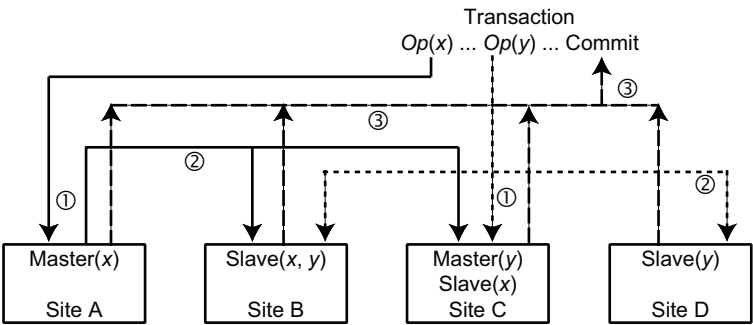 Transaction
Op(x) ... Op(y) ... Commit
③
③
②
②
①
①
Master(x)
Site A
Slave(x, y)
Site B
Master(y)
Slave(x)
Site C
Slave(y)
Site D